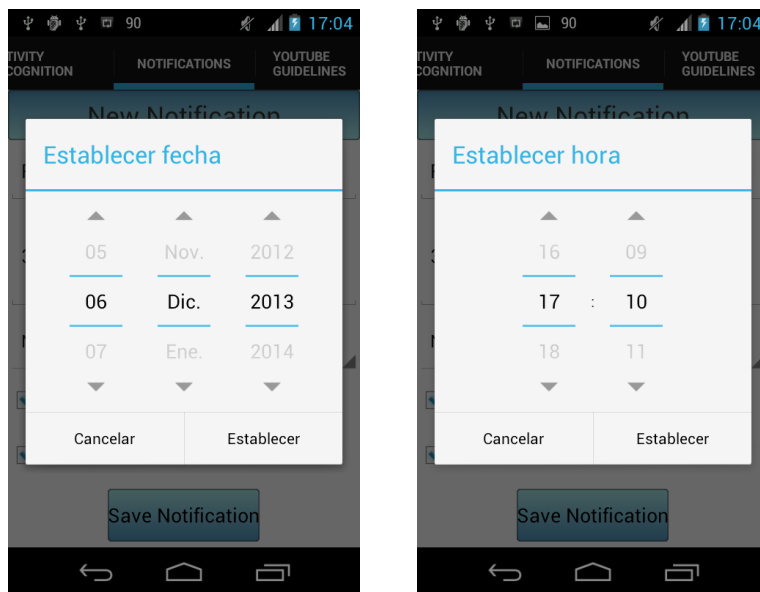 90 17:04
TIVITY
COGNITION NOTIFICATIONS YOUTUBE
GUIDELINES
New Notification
Establecer fecha
05 Nov. 2012
06 Dic. 2013
07 Ene. 2014
Cancelar Establecer
Save Notification
90 17:04
TIVITY
COGNITION NOTIFICATIONS YOUTUBE
GUIDELINES
New Notification
Establecer hora
16 09
17 : 10
18 11
Cancelar Establecer
Save Notification